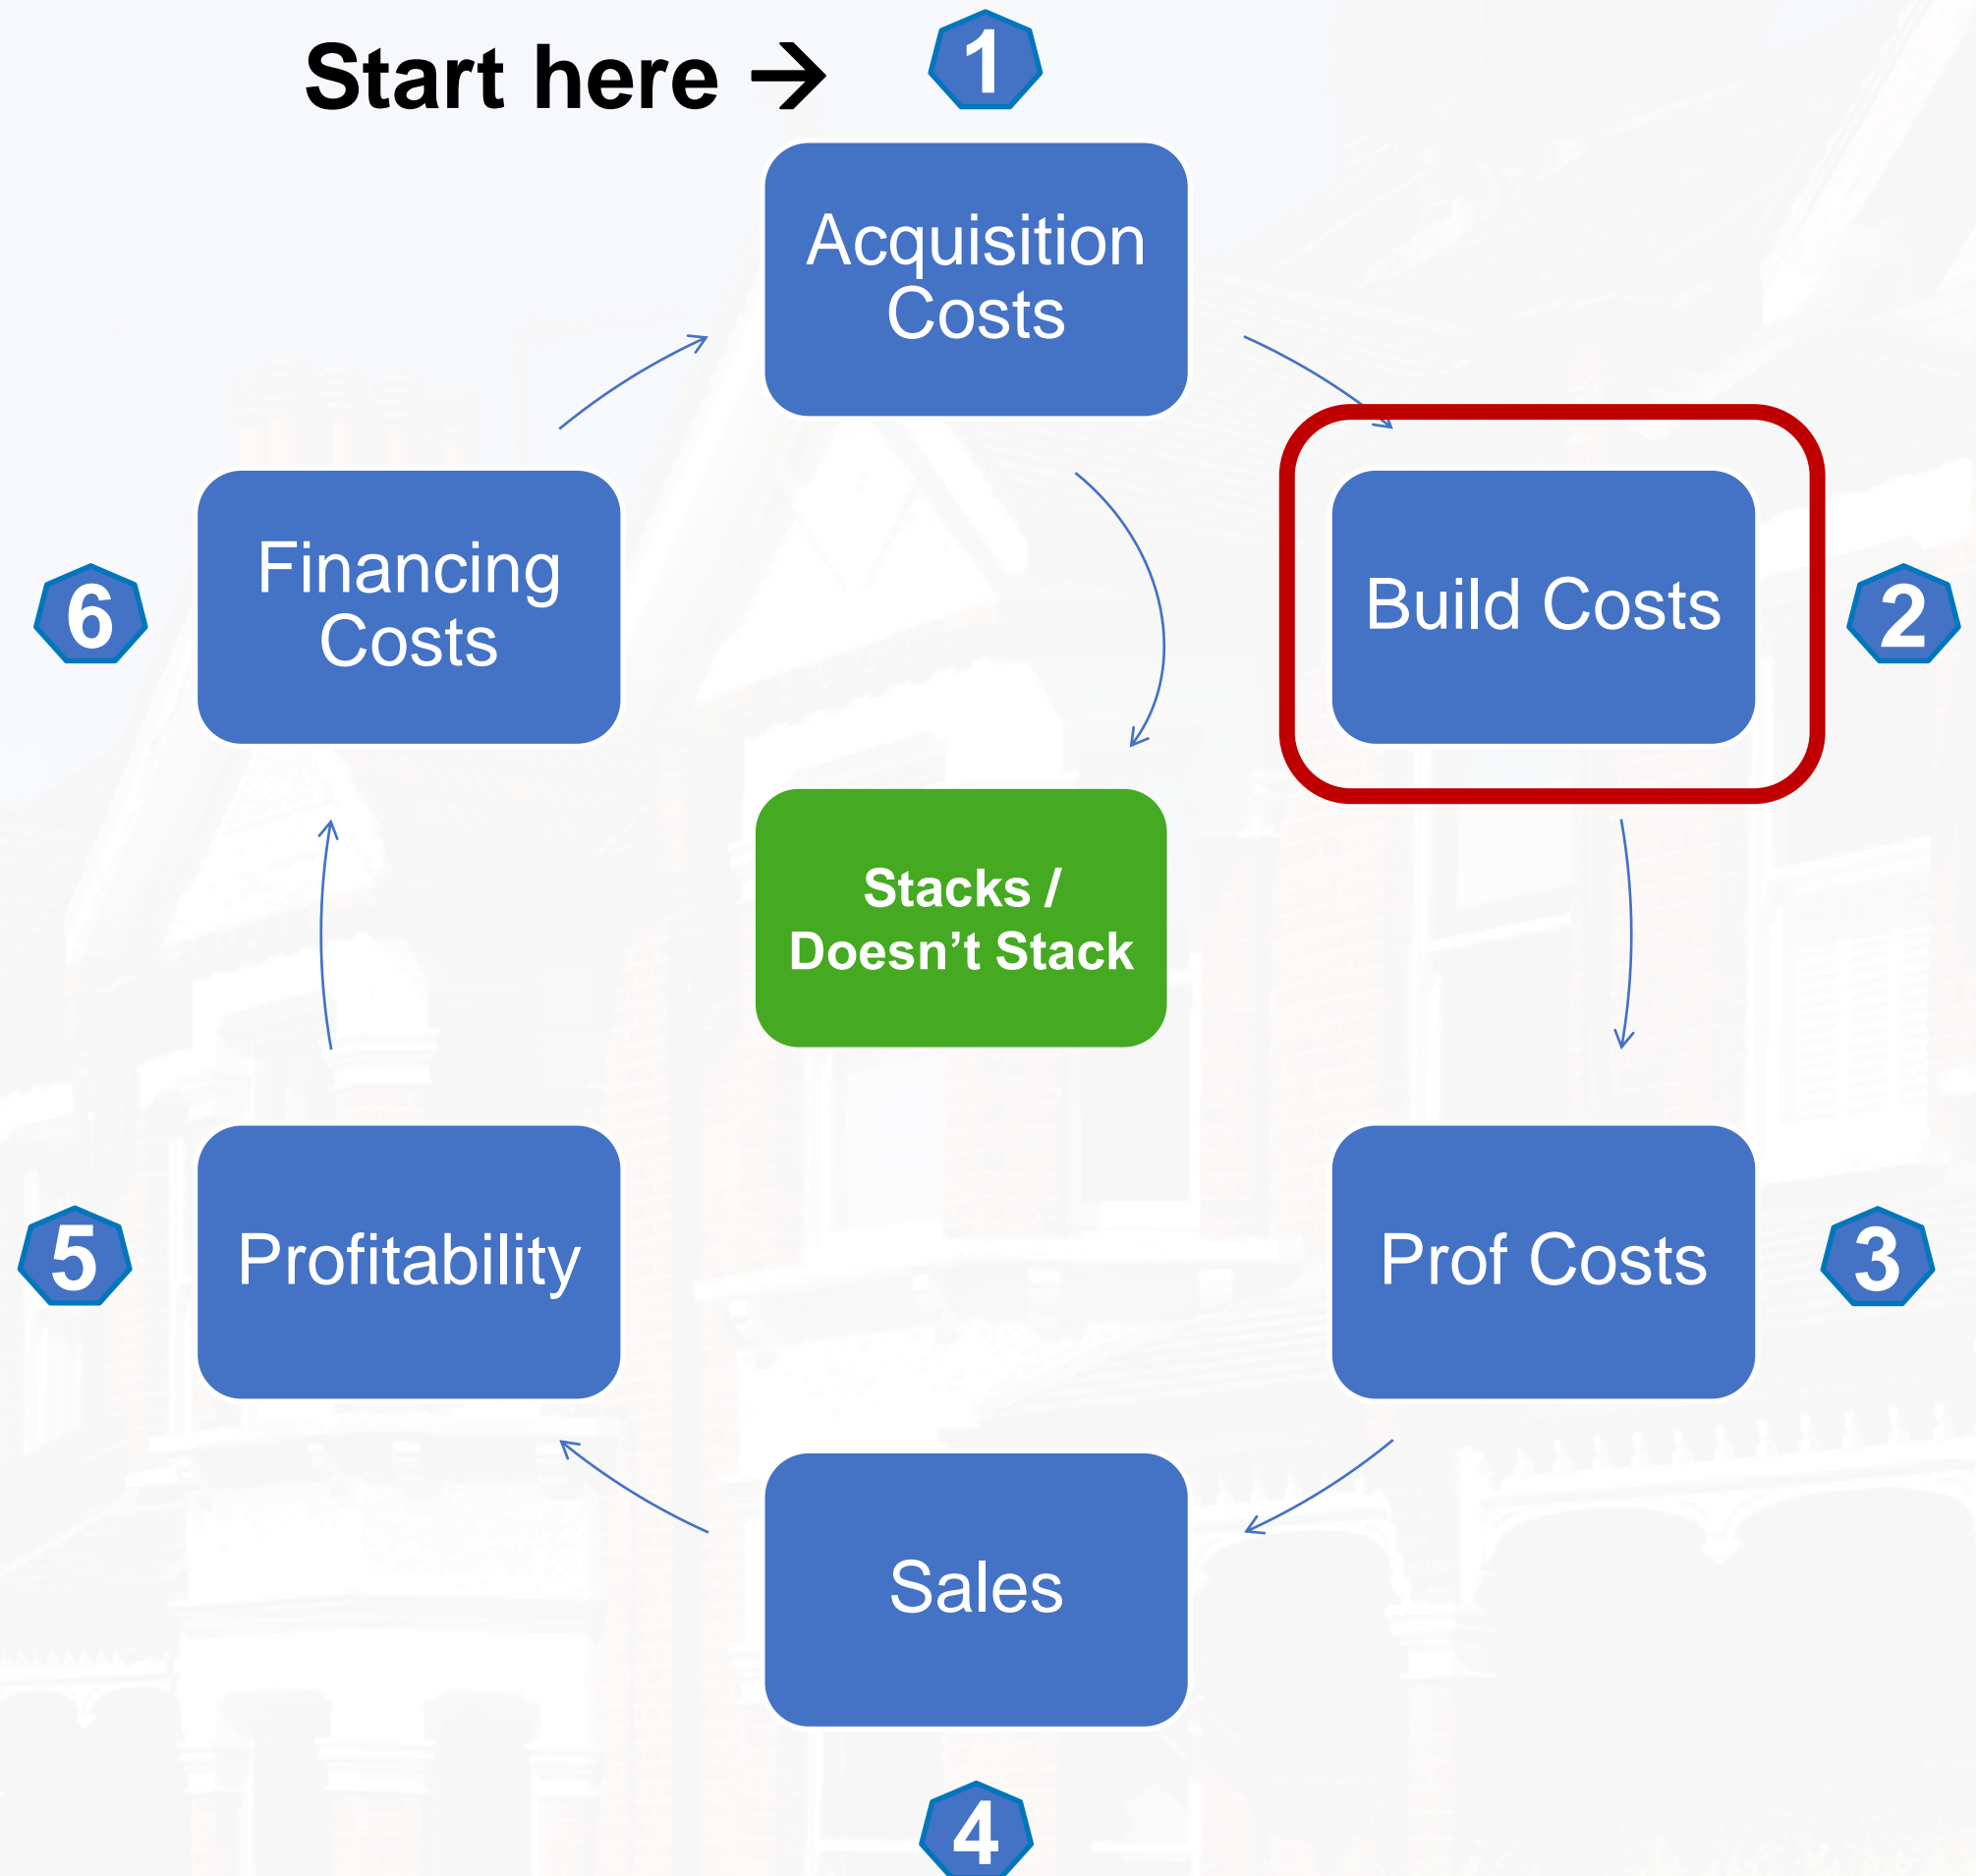 Start here →
1
Acquisition
Costs
Build Costs
2
Prof Costs
3
Sales
4
Profitability
5
Financing
Costs
6
Stacks /
Doesn’t Stack